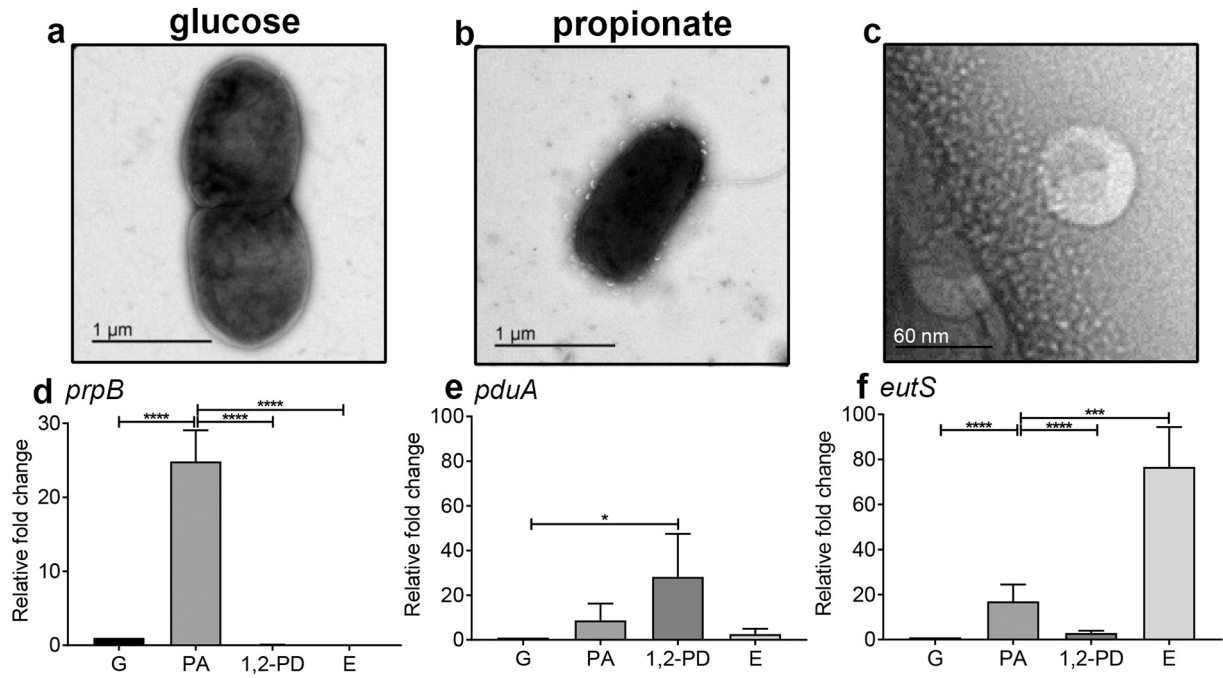 a glucose
b propionate
c
1 µm
1 µm
60 nm
d prpB
**** **** ****
Relative fold change
30
20
10
0
G PA 1,2-PD E
e pduA
*
Relative fold change
100
80
60
40
20
0
G PA 1,2-PD E
f eutS
**** **** ***
Relative fold change
100
80
60
40
20
0
G PA 1,2-PD E